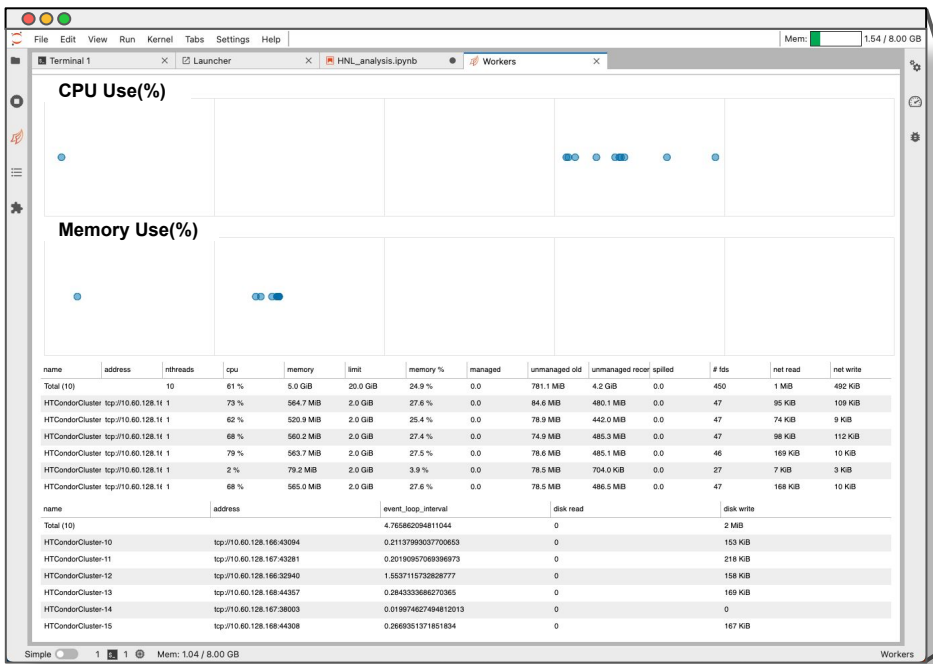 File Edit View Run Kernel Tabs Settings Help Mem: 1.54 / 8.00 GB
Terminal 1 Launcher HNL_analysis.ipynb Workers
CPU Use(%)
Memory Use(%)
name address nthreads cpu memory limit memory % managed unmanaged old unmanaged recer spilled # fds net read net write
Total (10) 10 61 % 5.0 GiB 20.0 GiB 24.9 % 0.0 781.1 MiB 4.2 GiB 0.0 450 1 MiB 492 KiB
HTCondorCluster tcp://10.60.128.16 1 73 % 564.7 MiB 2.0 GiB 27.6 % 0.0 84.6 MiB 480.1 MiB 0.0 47 95 KiB 109 KiB
HTCondorCluster tcp://10.60.128.16 1 62 % 520.9 MiB 2.0 GiB 25.4 % 0.0 78.9 MiB 442.0 MiB 0.0 47 74 KiB 9 KiB
HTCondorCluster tcp://10.60.128.16 1 68 % 560.2 MiB 2.0 GiB 27.4 % 0.0 74.9 MiB 485.3 MiB 0.0 47 98 KiB 112 KiB
HTCondorCluster tcp://10.60.128.16 1 79 % 563.7 MiB 2.0 GiB 27.5 % 0.0 78.6 MiB 485.1 MiB 0.0 46 169 KiB 10 KiB
HTCondorCluster tcp://10.60.128.16 1 2 % 79.2 MiB 2.0 GiB 3.9 % 0.0 78.5 MiB 704.0 KiB 0.0 27 7 KiB 3 KiB
HTCondorCluster tcp://10.60.128.16 1 68 % 565.0 MiB 2.0 GiB 27.6 % 0.0 78.5 MiB 486.5 MiB 0.0 47 168 KiB 10 KiB
name address event_loop_interval disk read disk write
Total (10) 4.765862094811044 0 2 MiB
HTCondorCluster-10 tcp://10.60.128.166:43094 0.21137993037700653 0 153 KiB
HTCondorCluster-11 tcp://10.60.128.167:43281 0.20190957069396973 0 218 KiB
HTCondorCluster-12 tcp://10.60.128.166:32940 1.5537115732828777 0 158 KiB
HTCondorCluster-13 tcp://10.60.128.168:44357 0.2843333686270365 0 169 KiB
HTCondorCluster-14 tcp://10.60.128.167:38003 0.019974627494812013 0 0
HTCondorCluster-15 tcp://10.60.128.168:44308 0.2669351371851834 0 167 KiB
Simple 1 1 Mem: 1.04 / 8.00 GB Workers